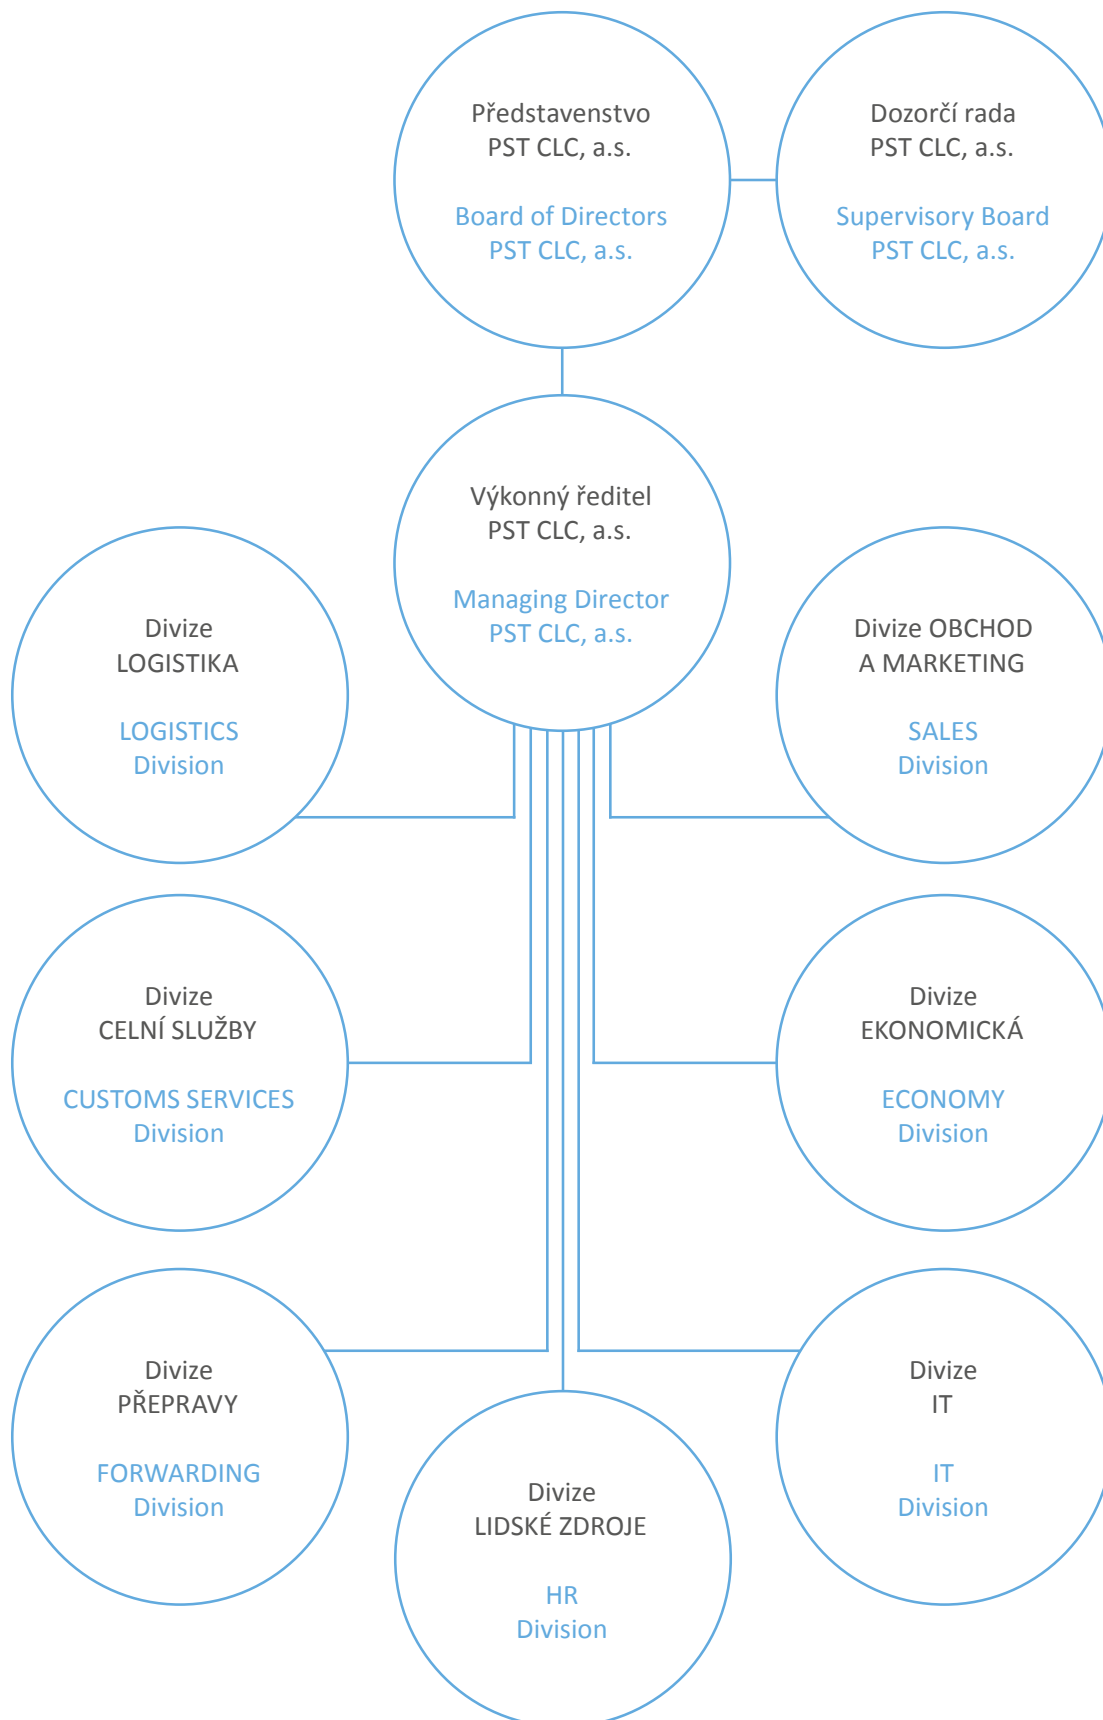 Představenstvo
PST CLC, a.s.
Board of Directors
PST CLC, a.s.
Dozorčí rada
PST CLC, a.s.
Supervisory Board
PST CLC, a.s.
Výkonný ředitel
PST CLC, a.s.
Managing Director
PST CLC, a.s.
Divize
LOGISTIKA
LOGISTICS
Division
Divize OBCHOD
A MARKETING
SALES
Division
Divize
CELNÍ SLUŽBY
CUSTOMS SERVICES
Division
Divize
EKONOMICKÁ
ECONOMY
Division
Divize
PŘEPRAVY
FORWARDING
Division
Divize
LIDSKÉ ZDROJE
HR
Division
Divize
IT
IT
Division